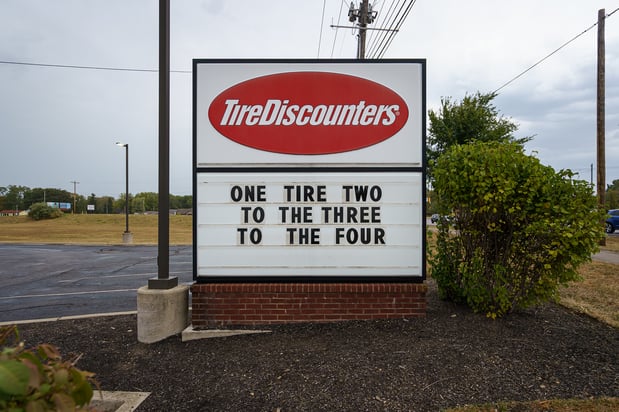 TireDiscounters®
ONE TIRE TWO
TO THE THREE
TO THE FOUR